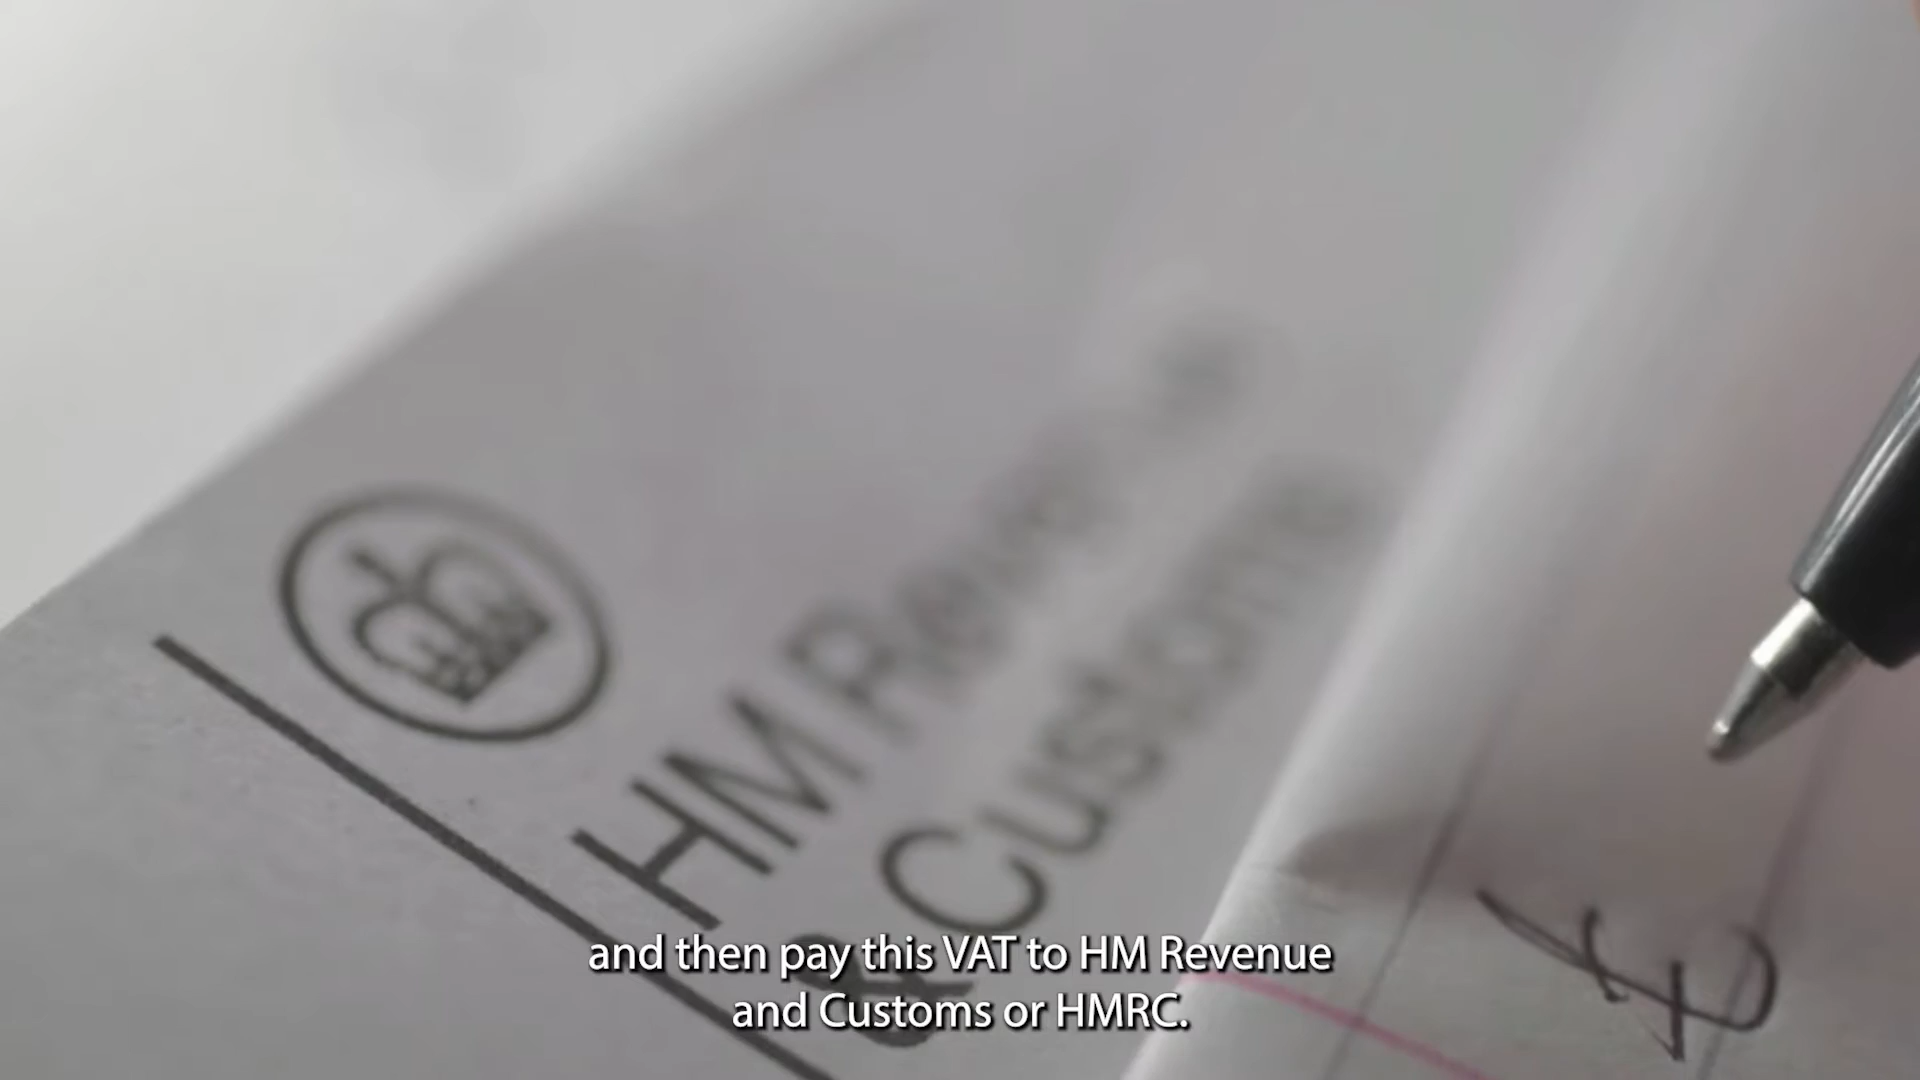 HM Revenue
& Customs
£
and then pay this VAT to HM Revenue
and Customs or HMRC.